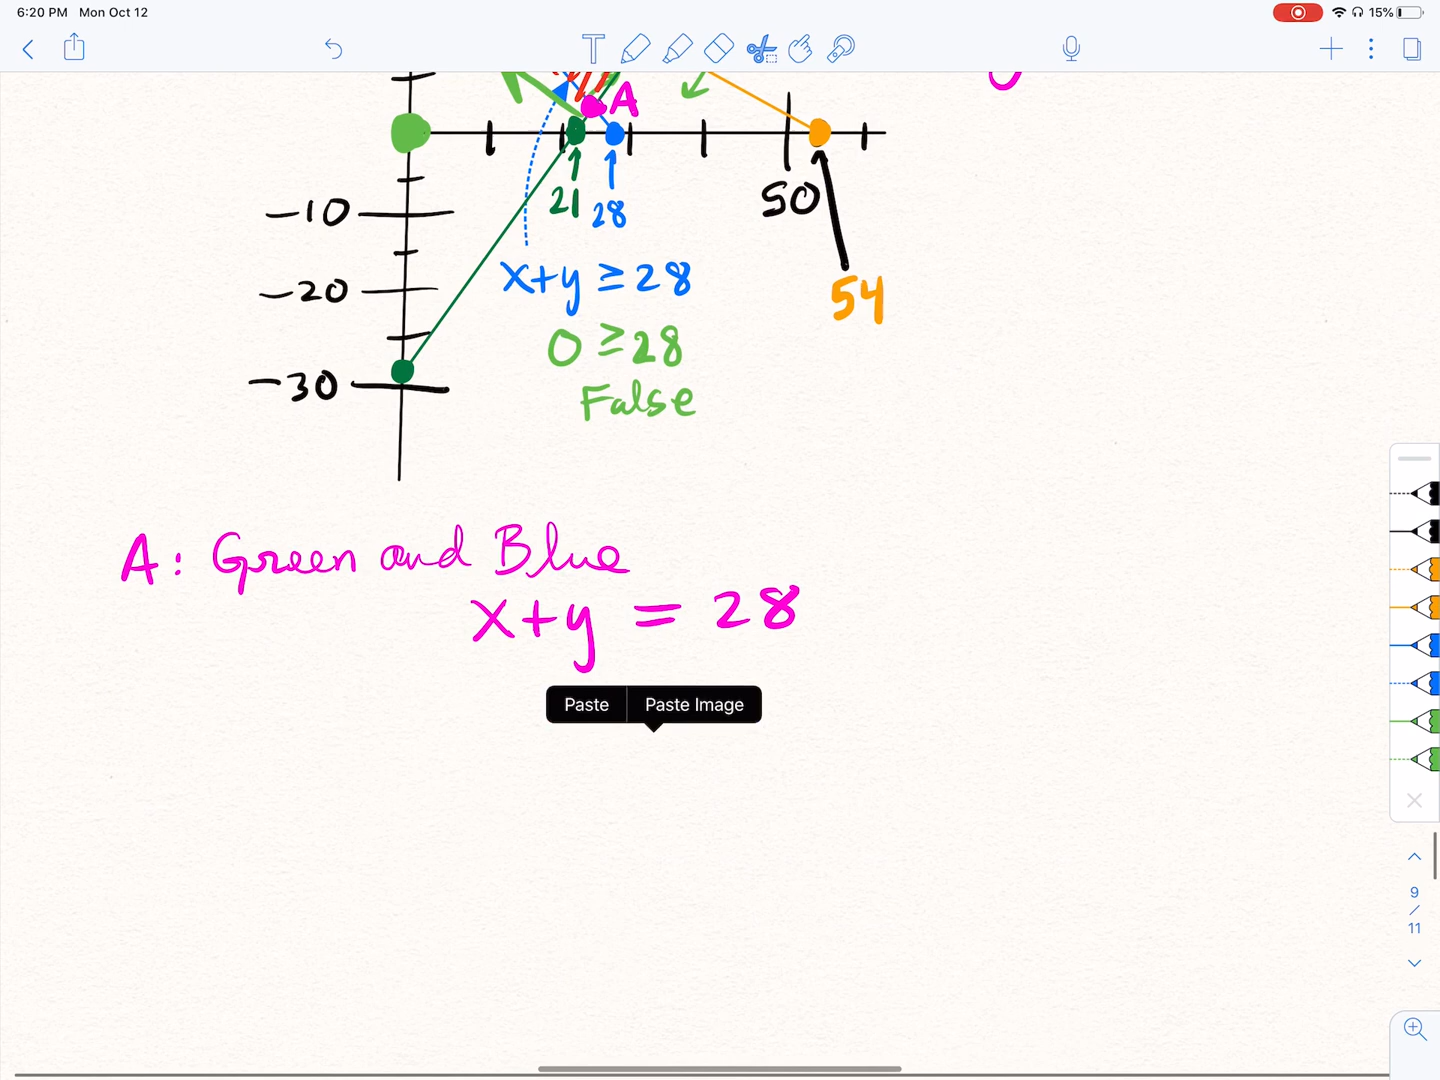 6:20 PM Mon Oct 12
15%
T
A
21
28
50
-10
x+y ≥ 28
54
-20
0 ≥ 28
-30
False
A: Green and Blue
x+y = 28
Paste
Paste Image
9
/
11